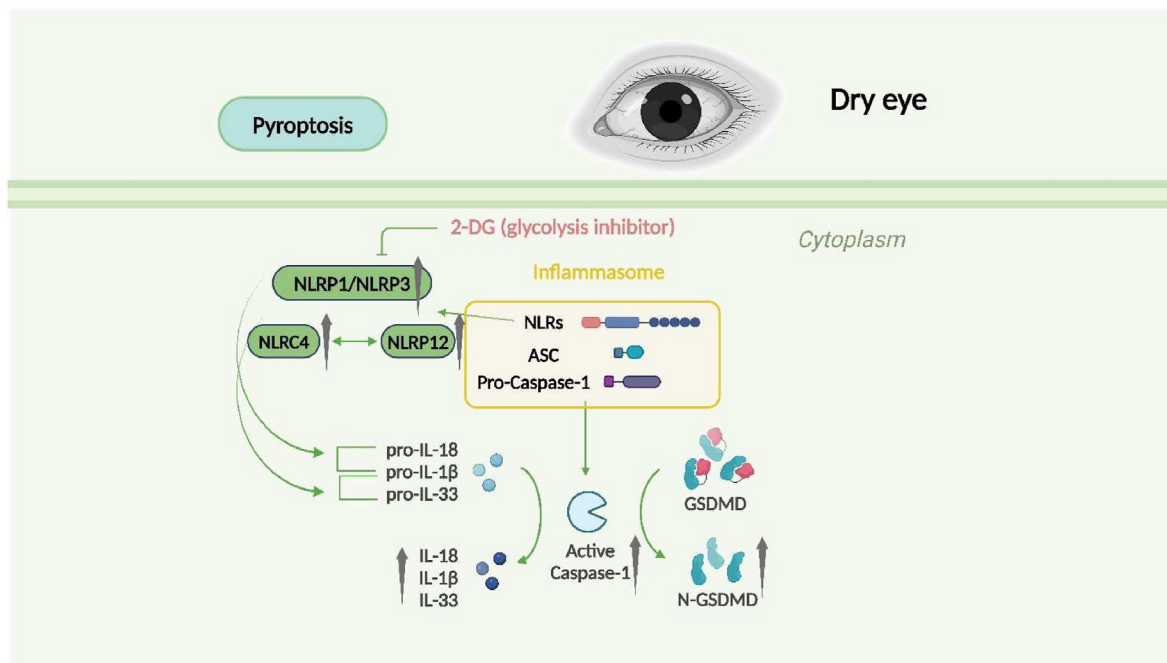 Pyroptosis
Dry eye
2-DG (glycolysis inhibitor)
Cytoplasm
Inflammasome
NLRP1/NLRP3
NLRs
NLRC4
NLRP12
ASC
Pro-Caspase-1
pro-IL-18
pro-IL-1β
pro-IL-33
GSDMD
IL-18
IL-1β
IL-33
Active
Caspase-1
N-GSDMD